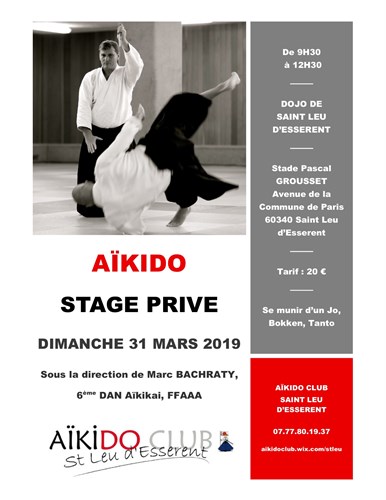 AÏKIDO
STAGE PRIVE
DIMANCHE 31 MARS 2019
Sous la direction de Marc BACHRATY,
6ème DAN Aïkikai, FFAAA
AÏKiDO CLUB
St Leu d'Esserent
De 9H30
à 12H30
DOJO DE
SAINT LEU
D'ESSERENT
Stade Pascal
GROUSSET
Avenue de la
Commune de Paris
60340 Saint Leu
d'Esserent
Tarif : 20 €
Se munir d'un Jo,
Bokken, Tanto
AÏKIDO CLUB
SAINT LEU
D'ESSERENT
07.77.80.19.37
aikidoclub.wix.com/stleu